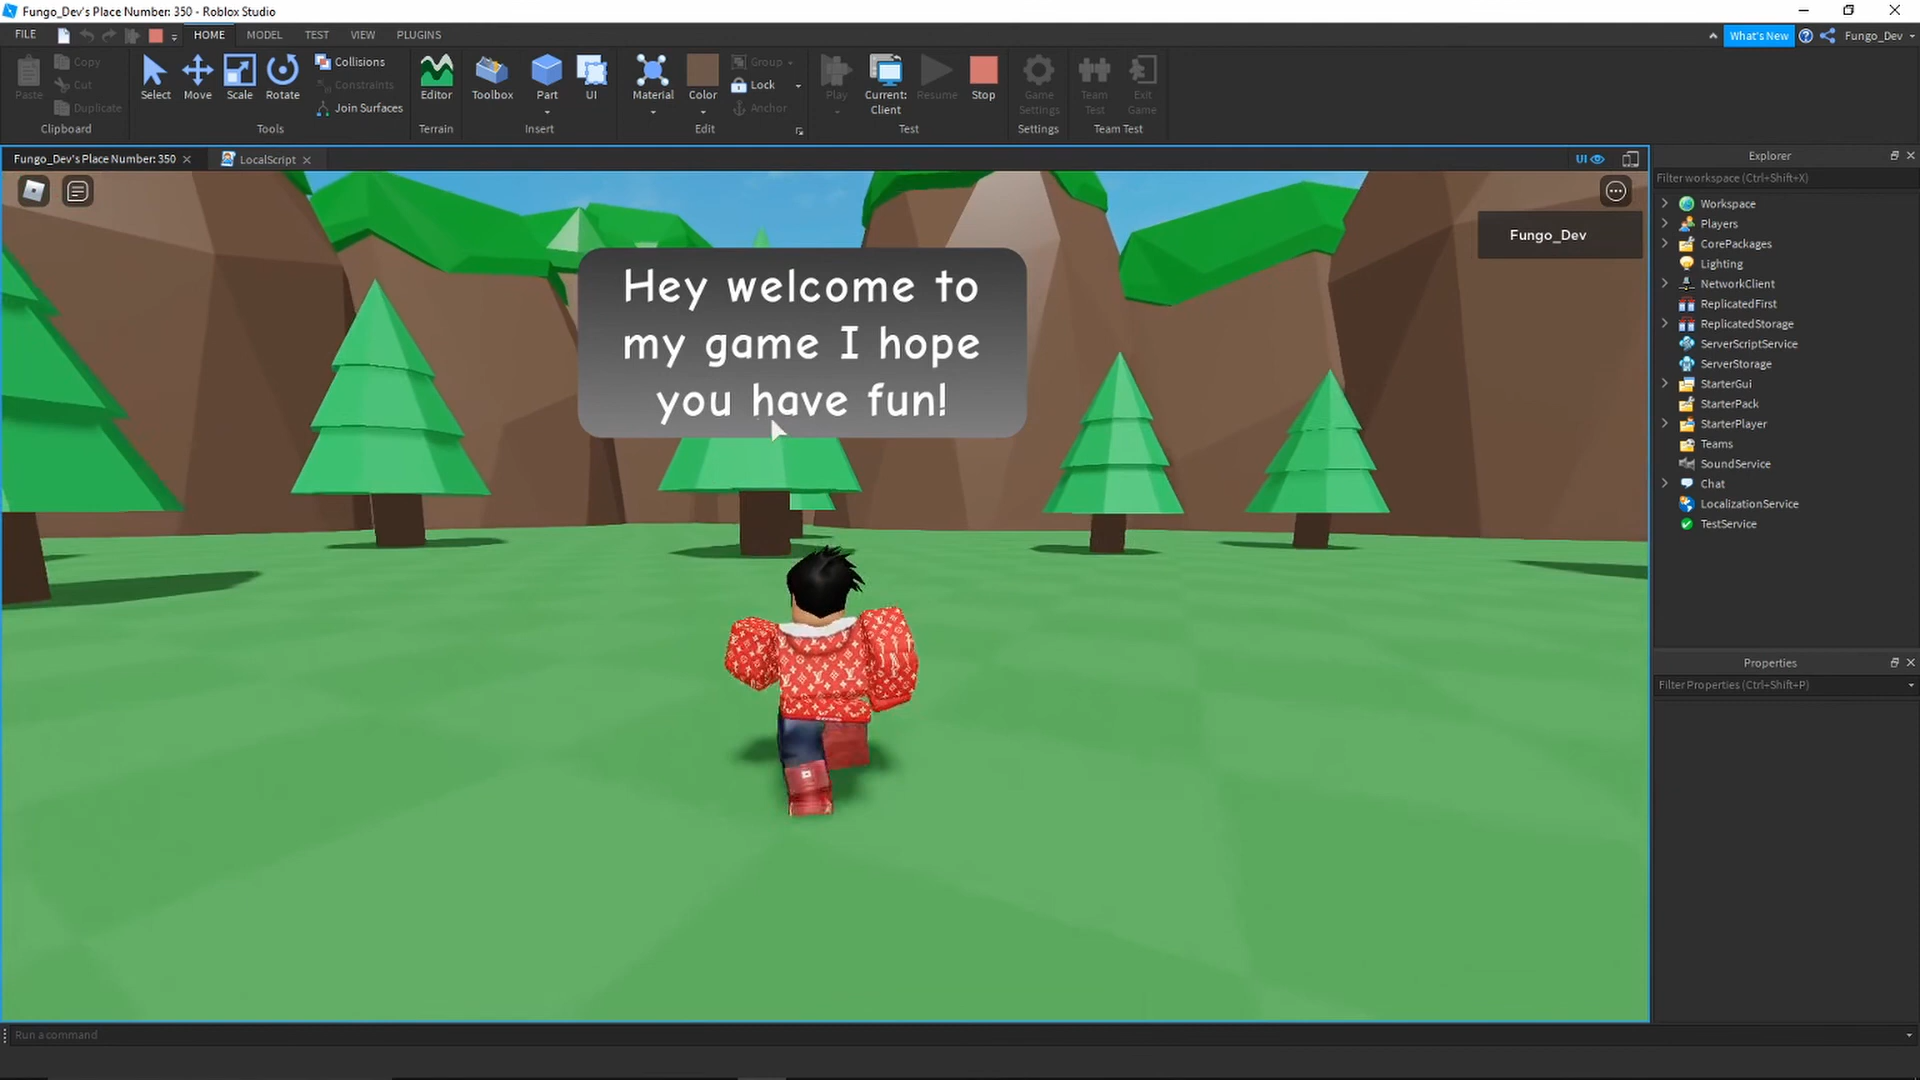 Fungo_Dev's Place Number: 350 - Roblox Studio
FILE HOME MODEL TEST VIEW PLUGINS What's New Fungo_Dev
Paste
Copy
Cut
Duplicate
Clipboard
Select
Move
Scale
Rotate
Collisions
Constraints
Join Surfaces
Tools
Editor
Terrain
Toolbox
Part
UI
Insert
Material
Color
Group
Lock
Anchor
Edit
Play
Current:
Client
Resume
Stop
Test
Game
Settings
Settings
Team
Test
Exit
Game
Team Test
Fungo_Dev's Place Number: 350
LocalScript
UI
Fungo_Dev
Hey welcome to
my game I hope
you have fun!
Explorer
Filter workspace (Ctrl+Shift+X)
Workspace
Players
CorePackages
Lighting
NetworkClient
ReplicatedFirst
ReplicatedStorage
ServerScriptService
ServerStorage
StarterGui
StarterPack
StarterPlayer
Teams
SoundService
Chat
LocalizationService
TestService
Properties
Filter Properties (Ctrl+Shift+P)
Run a command